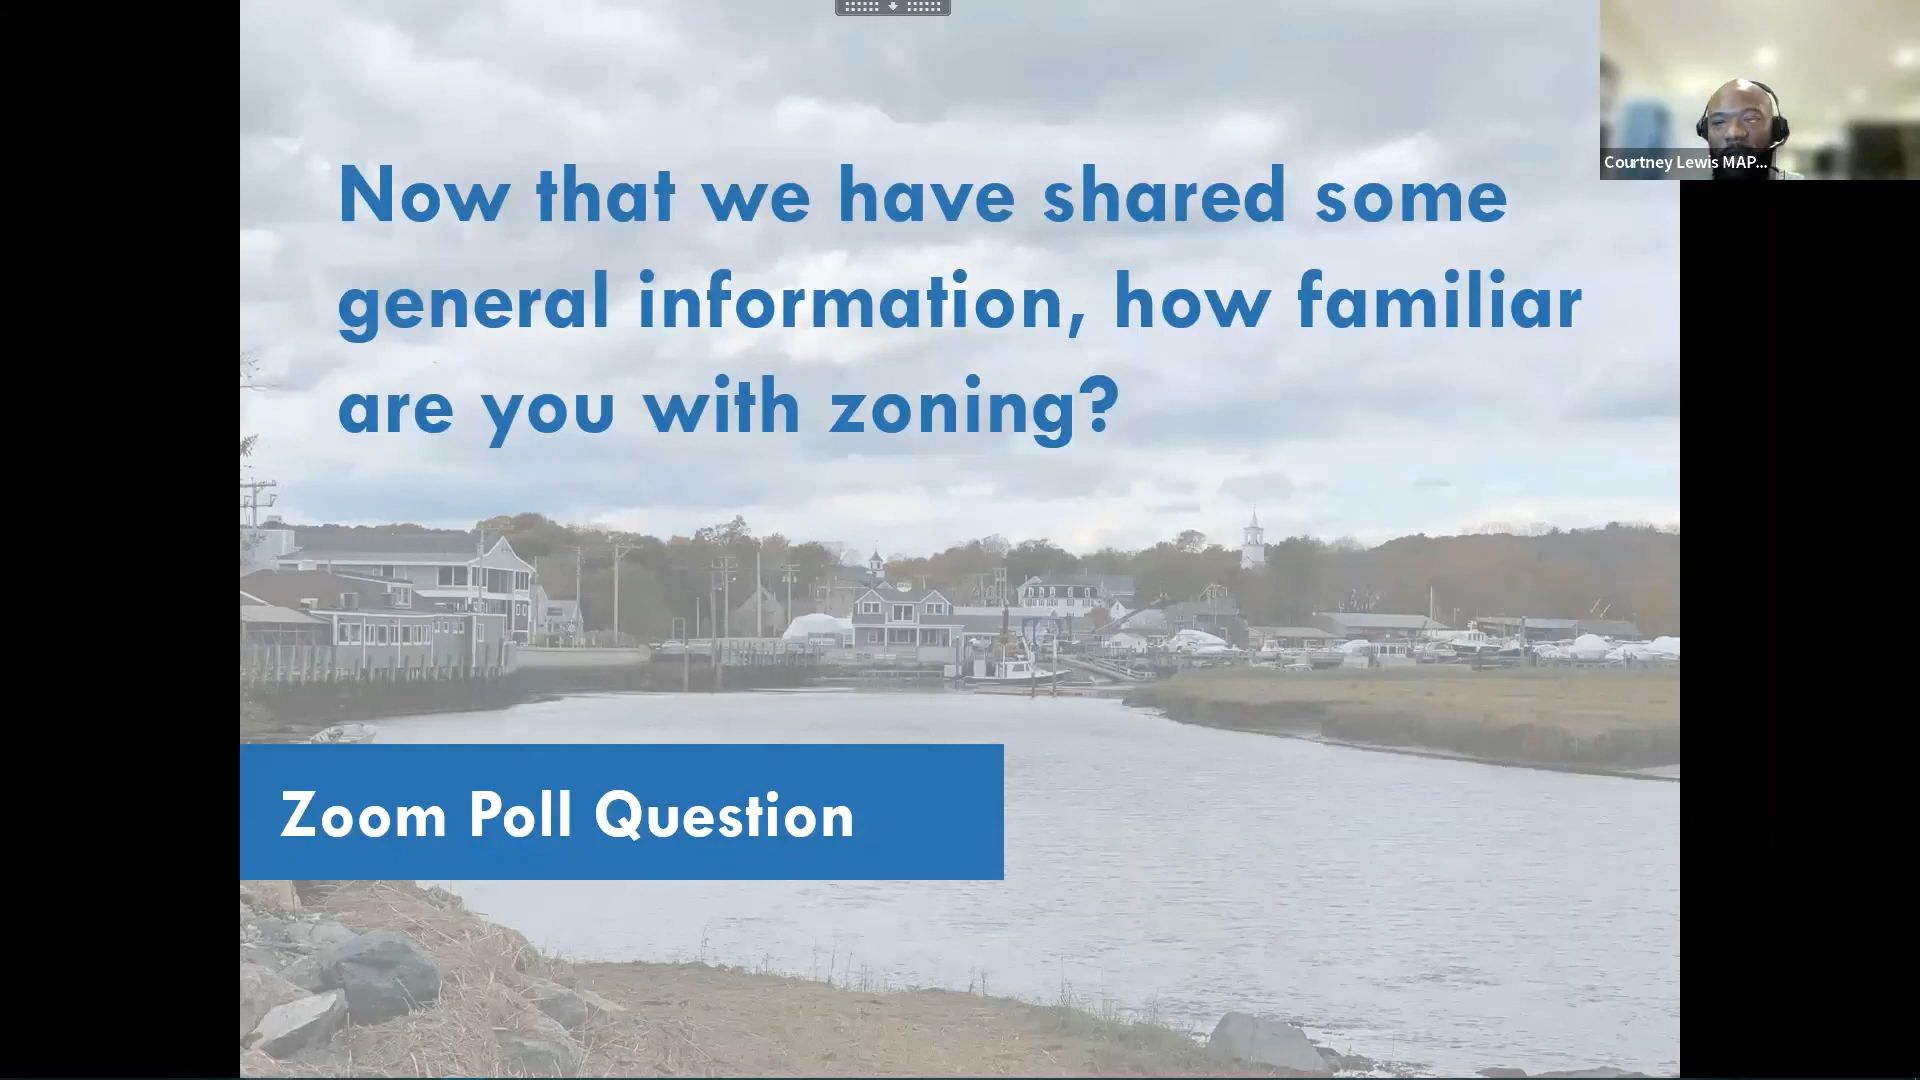 Now that we have shared some
general information, how familiar
are you with zoning?
Zoom Poll Question
Courtney Lewis MAP...